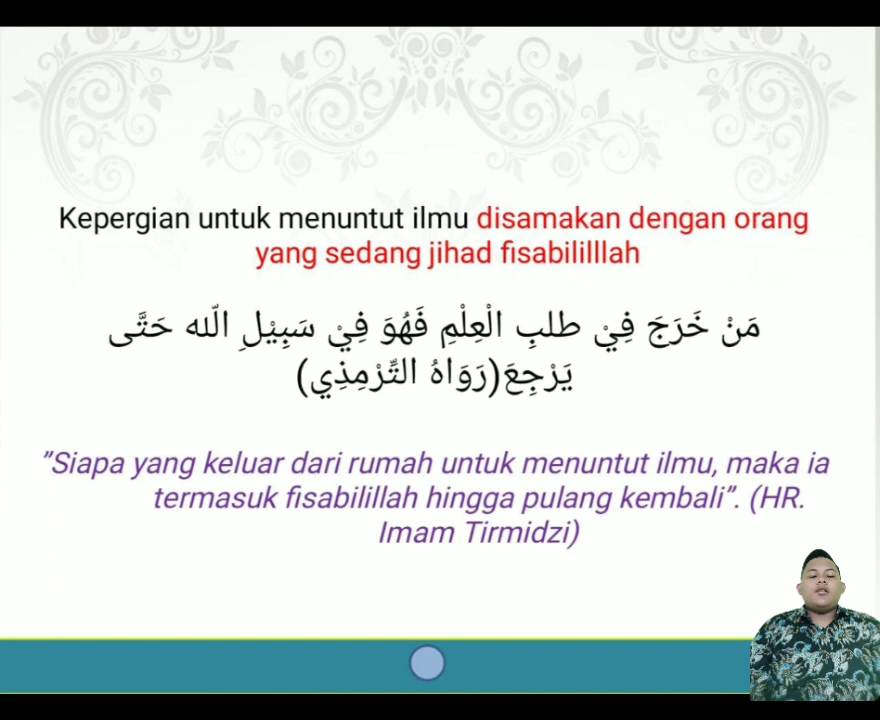 Kepergian untuk menuntut ilmu disamakan dengan orang
yang sedang jihad fisabililllah
مَنْ خَرَجَ فِيْ طلبِ الْعِلْمِ فَهُوَ فِيْ سَبِيْلِ الّله حَتَّى
يَرْجِعَ(رَوَاهُ التِّرْمِذِي)
"Siapa yang keluar dari rumah untuk menuntut ilmu, maka ia
termasuk fisabilillah hingga pulang kembali". (HR.
Imam Tirmidzi)